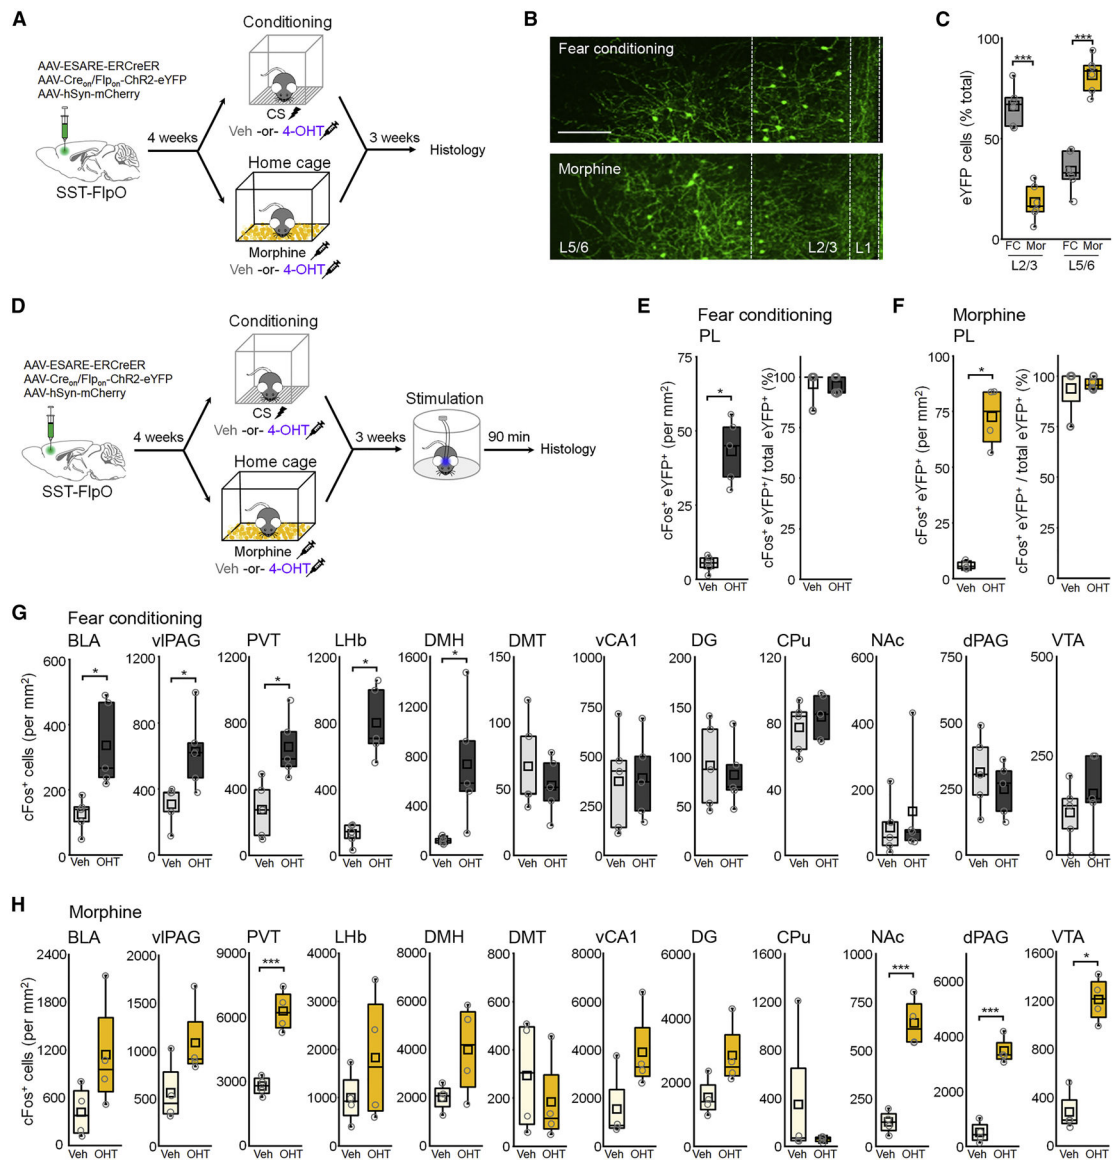 A
Conditioning
AAV-ESARE-ERCreER
AAV-Creon/Flpon-ChR2-eYFP
AAV-hSyn-mCherry
CS
Veh -or- 4-OHT
4 weeks
3 weeks
Histology
Home cage
SST-FlpO
Morphine
Veh -or- 4-OHT
B
Fear conditioning
Morphine
L5/6
L2/3
L1
C
eYFP cells (% total)
100
50
0
***
***
FC Mor FC Mor
L2/3 L5/6
D
Conditioning
AAV-ESARE-ERCreER
AAV-Creon/Flpon-ChR2-eYFP
AAV-hSyn-mCherry
CS
Veh -or- 4-OHT
Stimulation
4 weeks
3 weeks
90 min
Histology
Home cage
SST-FlpO
Morphine
Veh -or- 4-OHT
E
Fear conditioning
PL
cFos+ eYFP+ (per mm2)
75
50
25
0
*
Veh OHT
cFos+ eYFP+/ total eYFP+ (%)
100
75
50
25
0
Veh OHT
F
Morphine
PL
cFos+ eYFP+ (per mm2)
100
75
50
25
0
*
Veh OHT
cFos+ eYFP+ / total eYFP+ (%)
100
75
50
25
0
Veh OHT
G
Fear conditioning
cFos+ cells (per mm2)
BLA
600
400
200
0
*
Veh OHT
vlPAG
1200
800
400
0
*
Veh OHT
PVT
1200
800
400
0
*
Veh OHT
LHb
1200
800
400
0
*
Veh OHT
DMH
1600
1200
800
400
0
*
Veh OHT
DMT
150
100
50
0
Veh OHT
vCA1
1000
750
500
250
0
Veh OHT
DG
200
150
100
50
0
Veh OHT
CPu
120
80
40
0
Veh OHT
NAc
600
400
200
0
Veh OHT
dPAG
750
500
250
0
Veh OHT
VTA
500
250
0
Veh OHT
H
Morphine
cFos+ cells (per mm2)
BLA
2400
1800
1200
600
0
Veh OHT
vlPAG
2000
1500
1000
500
0
Veh OHT
PVT
9000
6000
3000
0
***
Veh OHT
LHb
4000
3000
2000
1000
0
Veh OHT
DMH
8000
6000
4000
2000
0
Veh OHT
DMT
800
600
400
200
0
Veh OHT
vCA1
8000
6000
4000
2000
0
Veh OHT
DG
6000
4000
2000
0
Veh OHT
CPu
1600
1200
800
400
0
Veh OHT
NAc
1000
750
500
250
0
***
Veh OHT
dPAG
6000
4000
2000
0
***
Veh OHT
VTA
1600
1200
800
400
0
*
Veh OHT